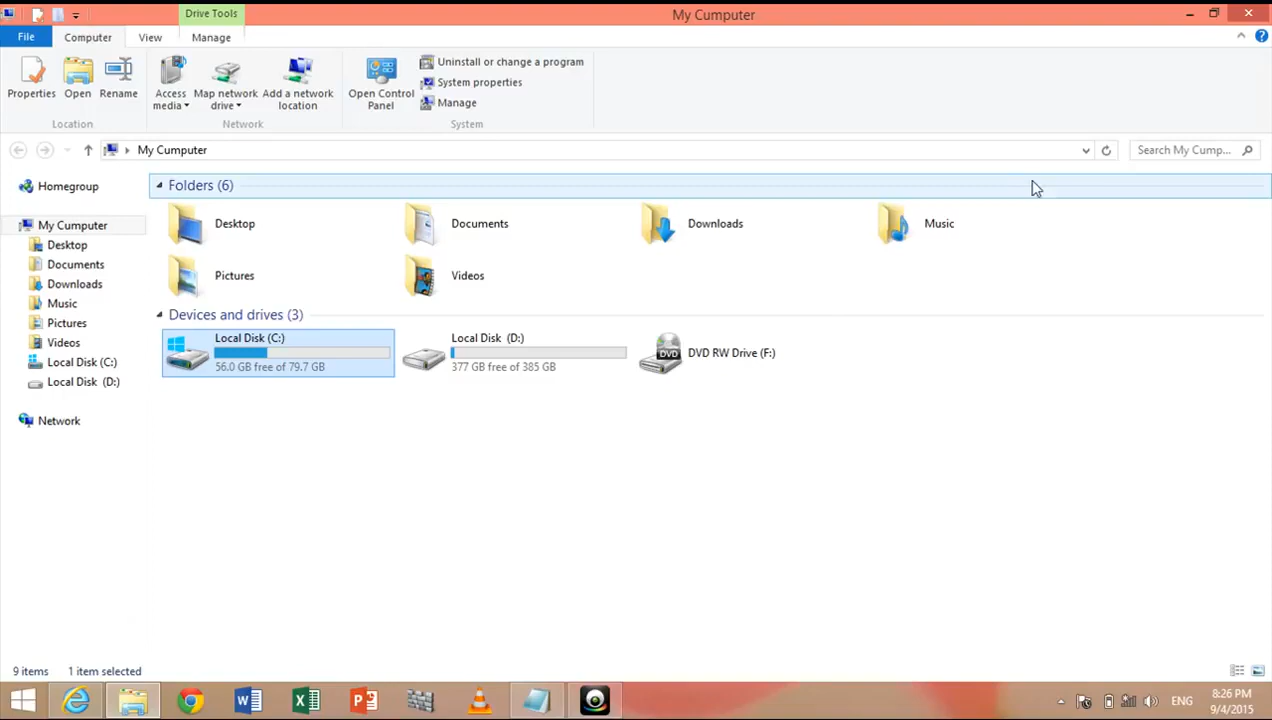 Drive Tools
My Cumputer
File
Computer
View
Manage
Properties
Open
Rename
Access media
Map network drive
Add a network location
Open Control Panel
Uninstall or change a program
System properties
Manage
Location
Network
System
My Cumputer
Search My Cump...
Homegroup
My Cumputer
Desktop
Documents
Downloads
Music
Pictures
Videos
Local Disk (C:)
Local Disk (D:)
Network
Folders (6)
Desktop
Documents
Downloads
Music
Pictures
Videos
Devices and drives (3)
Local Disk (C:)
56.0 GB free of 79.7 GB
Local Disk (D:)
377 GB free of 385 GB
DVD
DVD RW Drive (F:)
9 items
1 item selected
ENG
8:26 PM
9/4/2015